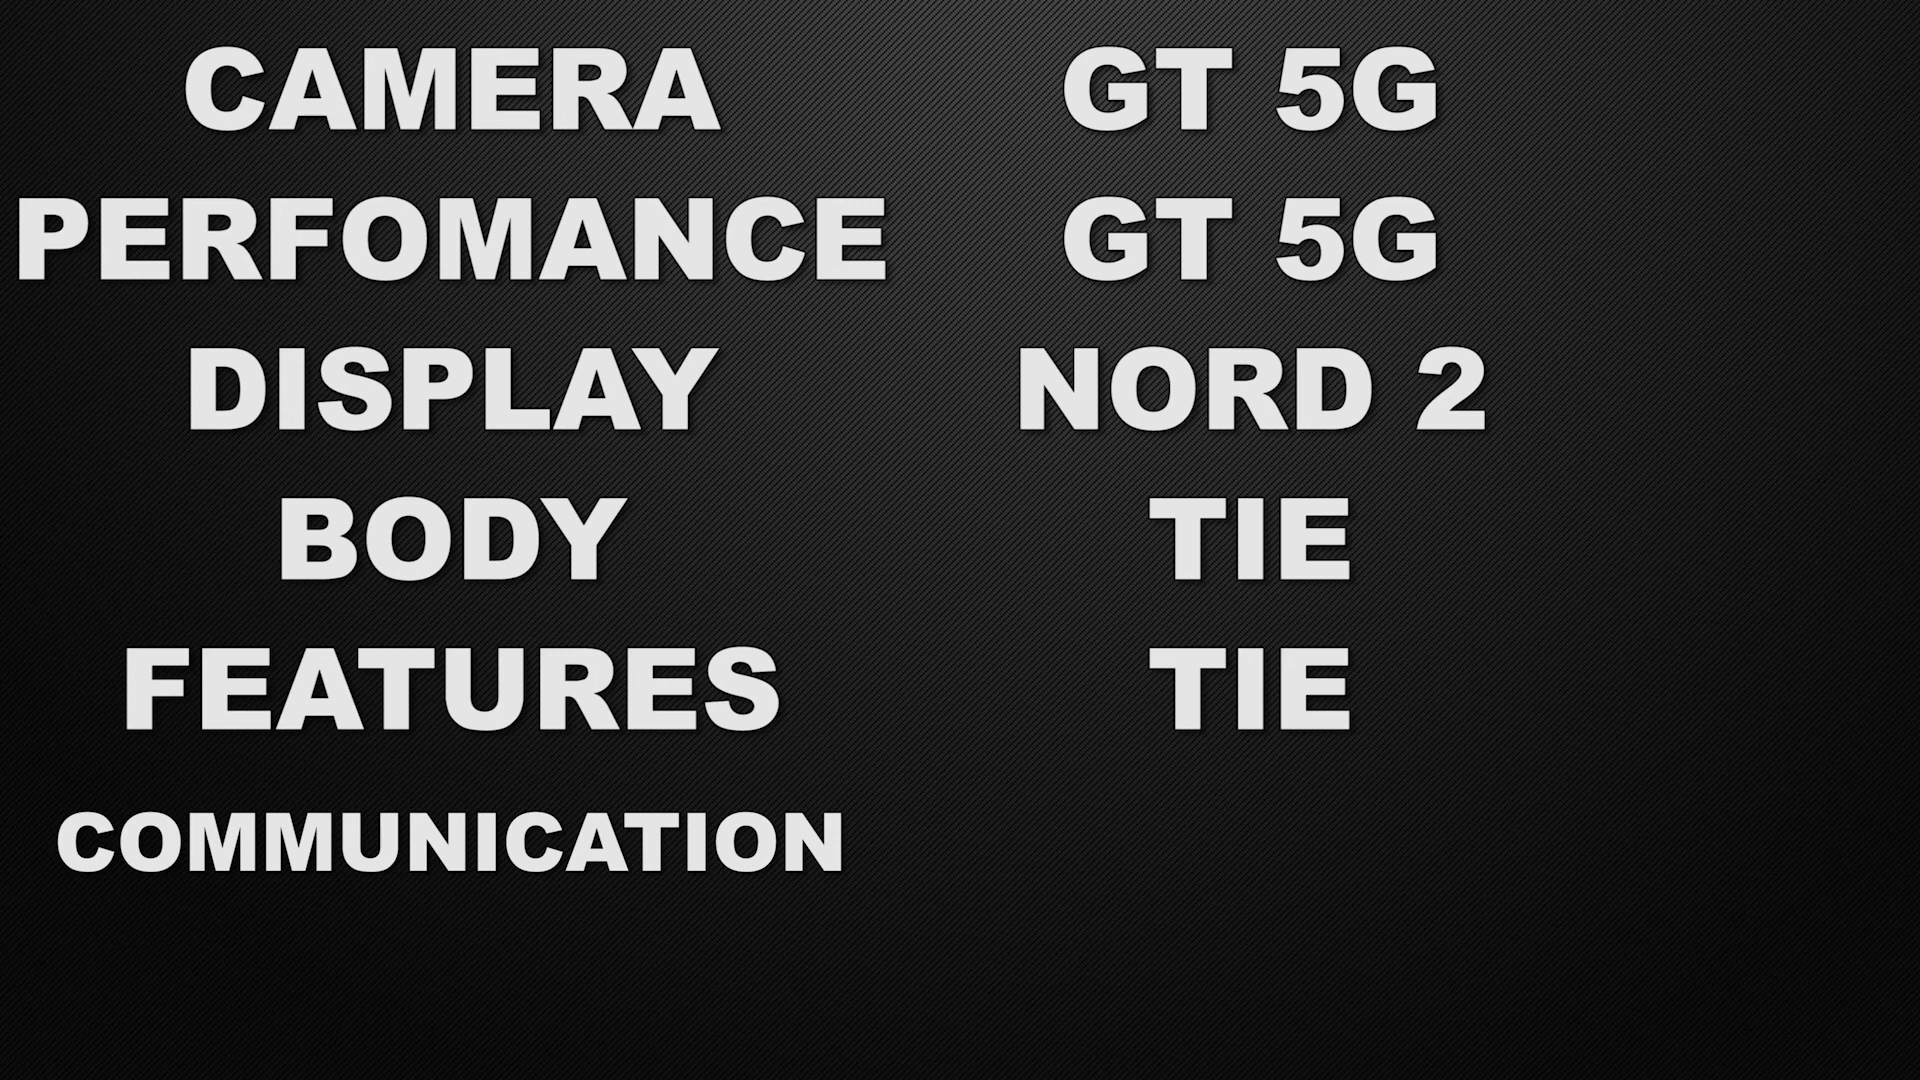 CAMERA GT 5G
PERFOMANCE GT 5G
DISPLAY NORD 2
BODY TIE
FEATURES TIE
COMMUNICATION